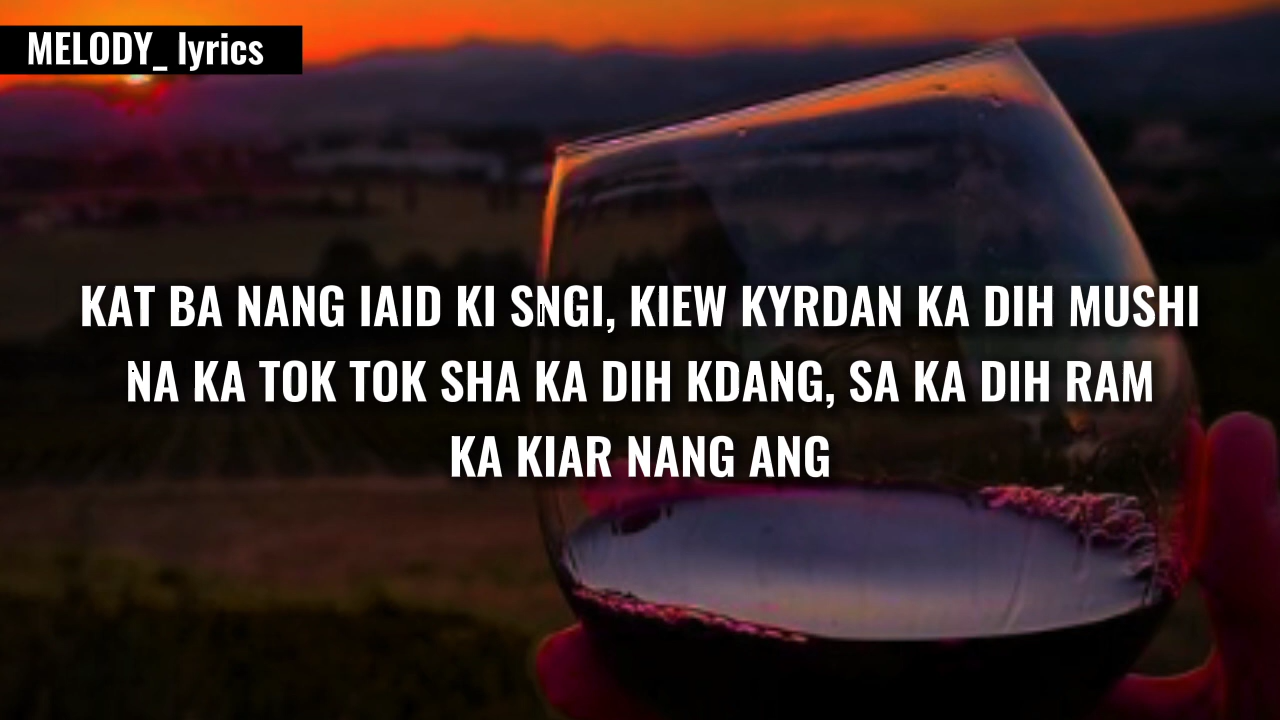 MELODY_ lyrics
KAT BA NANG IAID KI SNGI, KIEW KYRDAN KA DIH MUSHI
NA KA TOK TOK SHA KA DIH KDANG, SA KA DIH RAM
KA KIAR NANG ANG